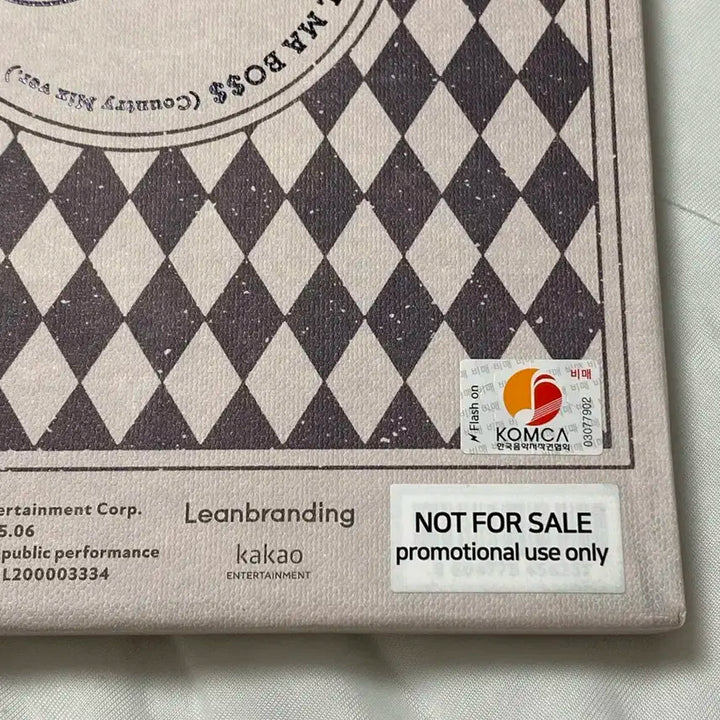 MA BO$$ (Country Mix ver.)
비매
Flash on
03077902
KOMCA
한국음악저작권협회
ertainment Corp.
5.06
public performance
L200003334
Leanbranding
kakao
ENTERTAINMENT
NOT FOR SALE
promotional use only